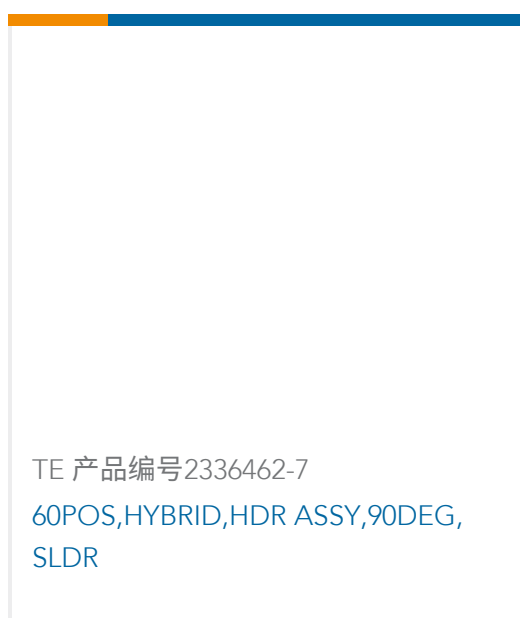 TE 产品编号2336462-7
60POS,HYBRID,HDR ASSY,90DEG,
SLDR